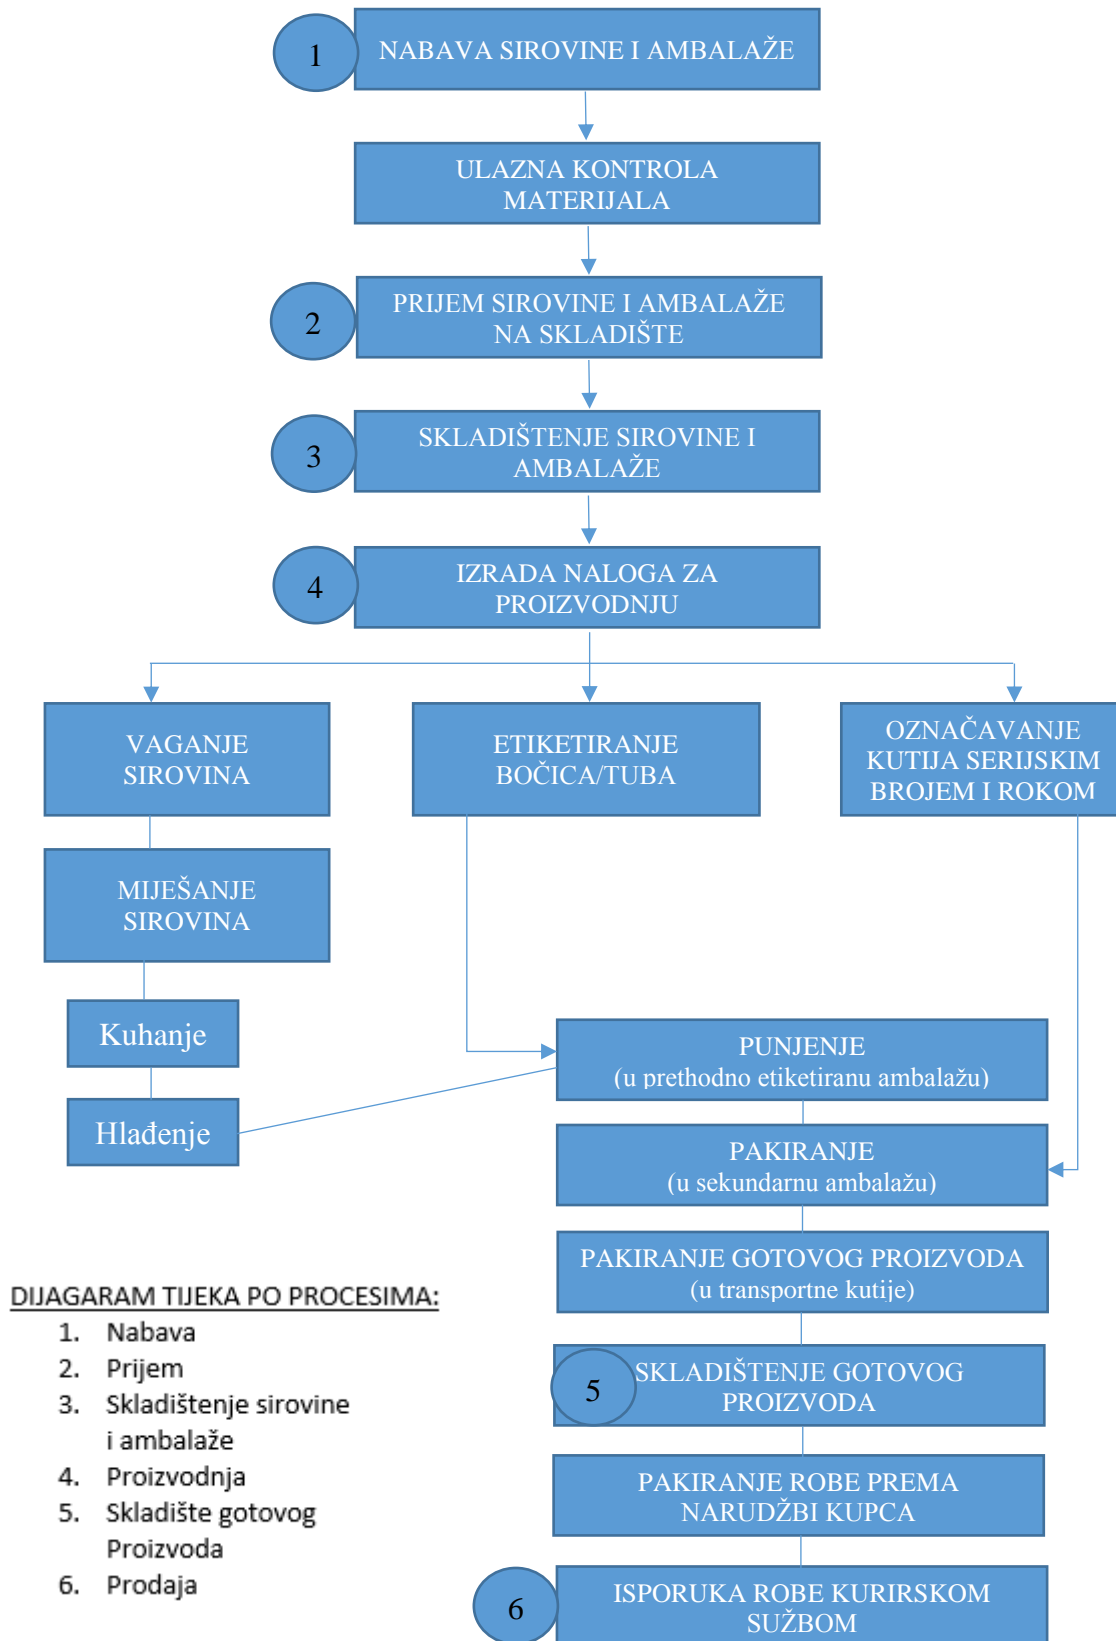 1
NABAVA SIROVINE I AMBALAŽE
ULAZNA KONTROLA
MATERIJALA
2
PRIJEM SIROVINE I AMBALAŽE
NA SKLADIŠTE
3
SKLADIŠTENJE SIROVINE I
AMBALAŽE
4
IZRADA NALOGA ZA
PROIZVODNJU
VAGANJE
SIROVINA
ETIKETIRANJE
BOČICA/TUBA
OZNAČAVANJE
KUTIJA SERIJSKIM
BROJEM I ROKOM
MIJEŠANJE
SIROVINA
Kuhanje
Hlađenje
PUNJENJE
(u prethodno etiketiranu ambalažu)
PAKIRANJE
(u sekundarnu ambalažu)
PAKIRANJE GOTOVOG PROIZVODA
(u transportne kutije)
5
SKLADIŠTENJE GOTOVOG
PROIZVODA
PAKIRANJE ROBE PREMA
NARUDŽBI KUPCA
6
ISPORUKA ROBE KURIRSKOM
SUŽBOM
DIJAGARAM TIJEKA PO PROCESIMA:
1. Nabava
2. Prijem
3. Skladištenje sirovine
i ambalaže
4. Proizvodnja
5. Skladište gotovog
Proizvoda
6. Prodaja